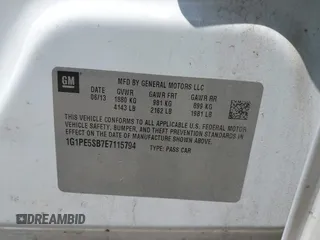 GM
MFD BY GENERAL MOTORS LLC
DATE GVWR GAWR FRT GAWR RR
06/13 1880 KG 981 KG 899 KG
4143 LB 2162 LB 1981 LB
THIS VEHICLE CONFORMS TO ALL APPLICABLE U.S. FEDERAL MOTOR
VEHICLE SAFETY, BUMPER, AND THEFT PREVENTION STANDARDS
IN EFFECT ON THE DATE OF MANUFACTURE SHOWN ABOVE.
1G1PE5SB7E7115794 TYPE: PASS CAR
DREAMBID